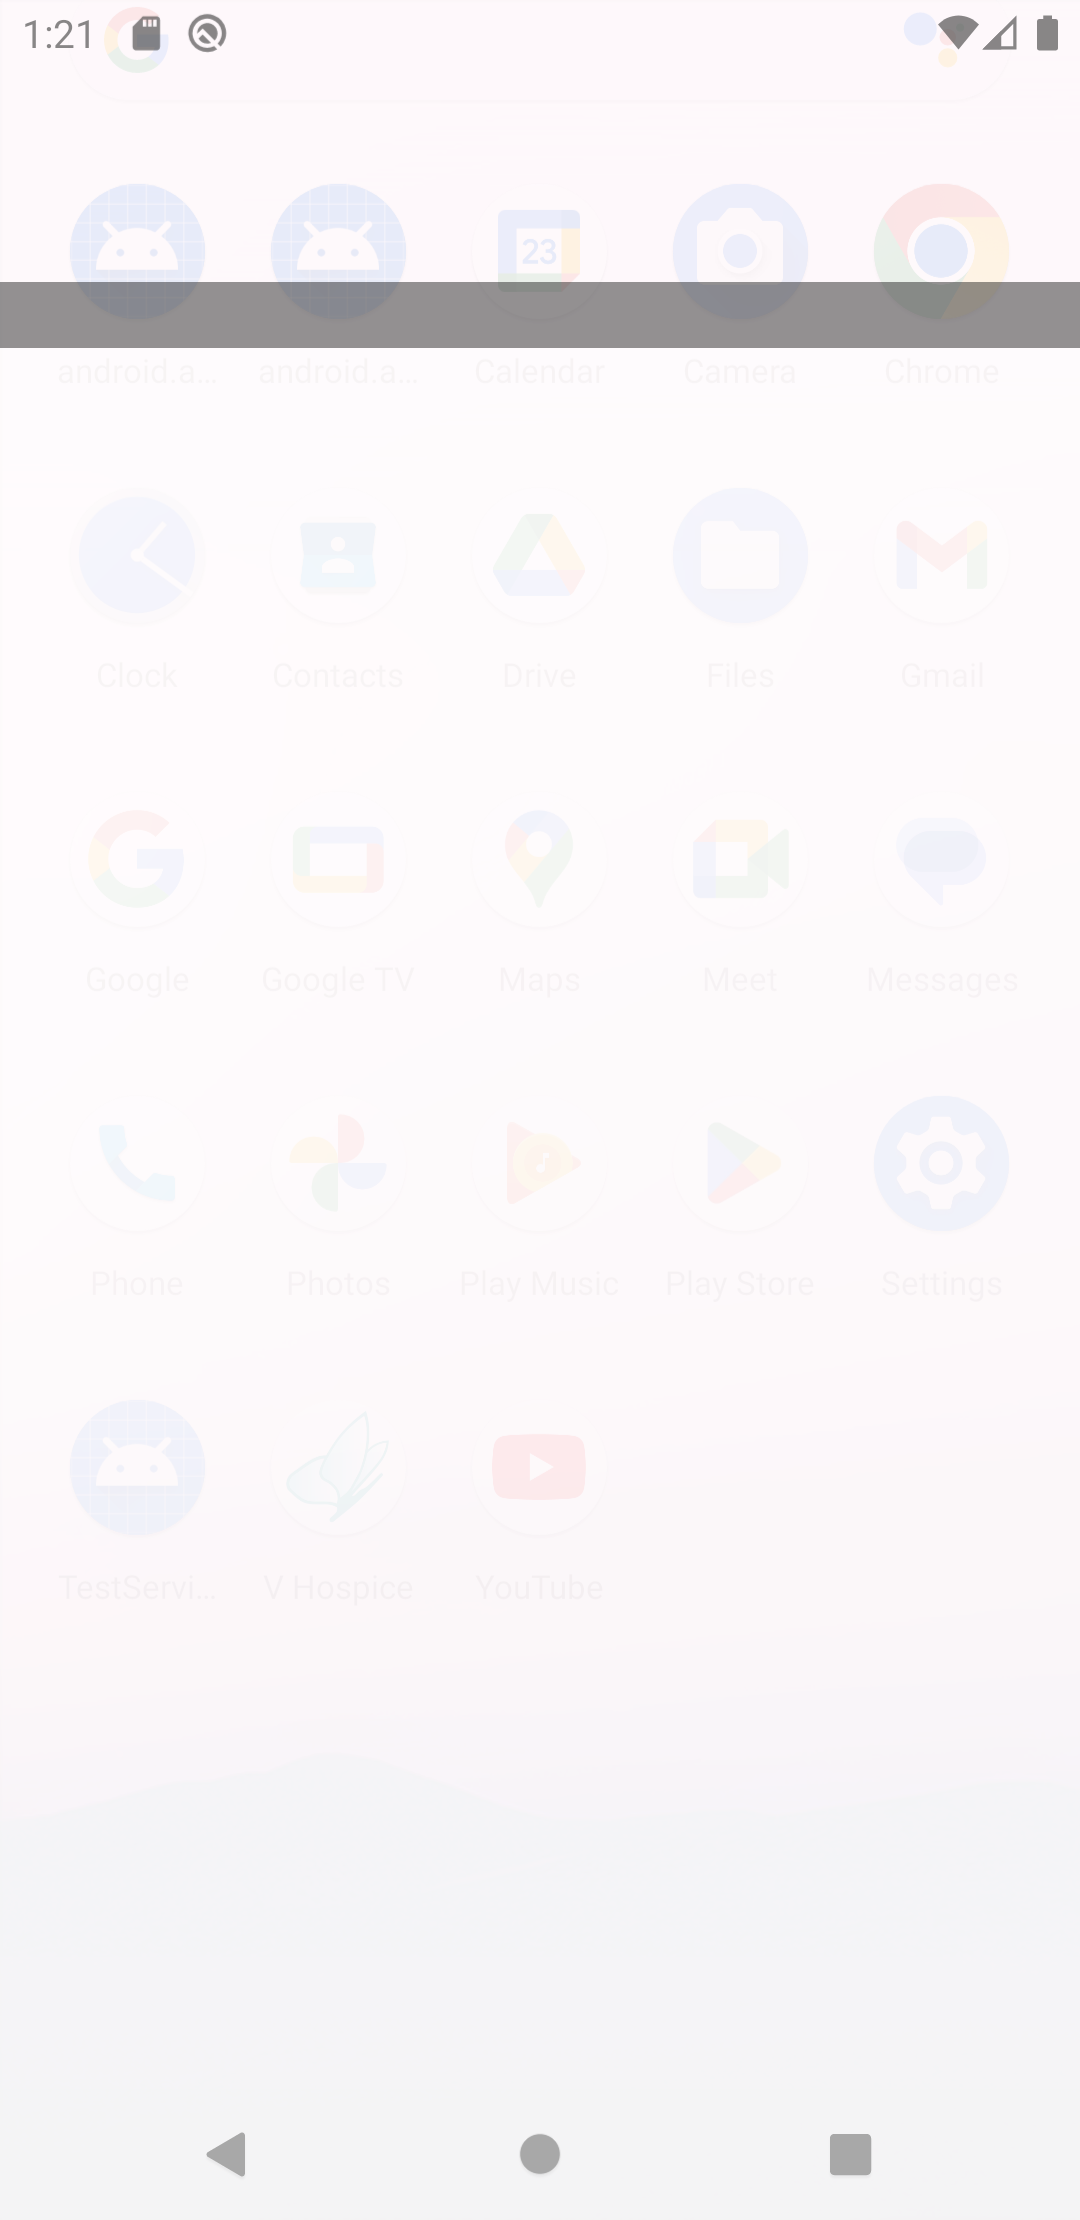 1:21
23
android.a... android.a... Calendar Camera Chrome
Clock Contacts Drive Files Gmail
Google Google TV Maps Meet Messages
Phone Photos Play Music Play Store Settings
TestServi... V Hospice YouTube